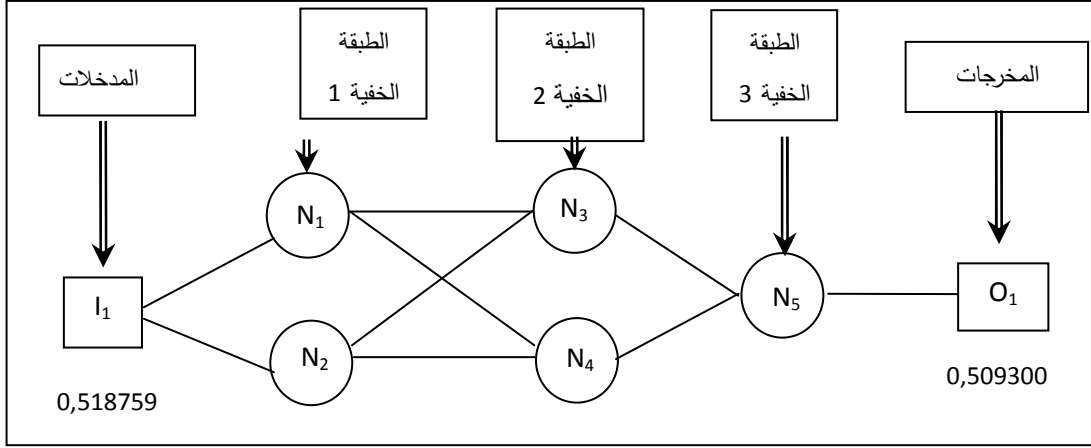 المدخلات
الطبقة
الخفية 1
الطبقة
الخفية 2
الطبقة
الخفية 3
المخرجات
I₁
N₁
N₂
N₃
N₄
N₅
O₁
0,518759
0,509300